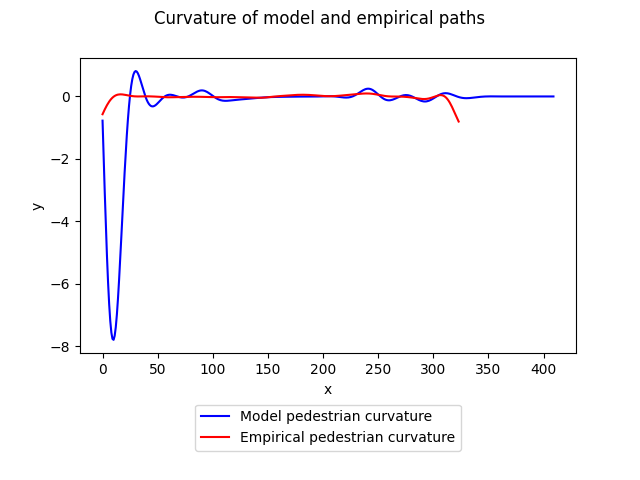 Curvature of model and empirical paths
0
−2
−4
−6
−8
y
0 50 100 150 200 250 300 350 400
x
Model pedestrian curvature
Empirical pedestrian curvature